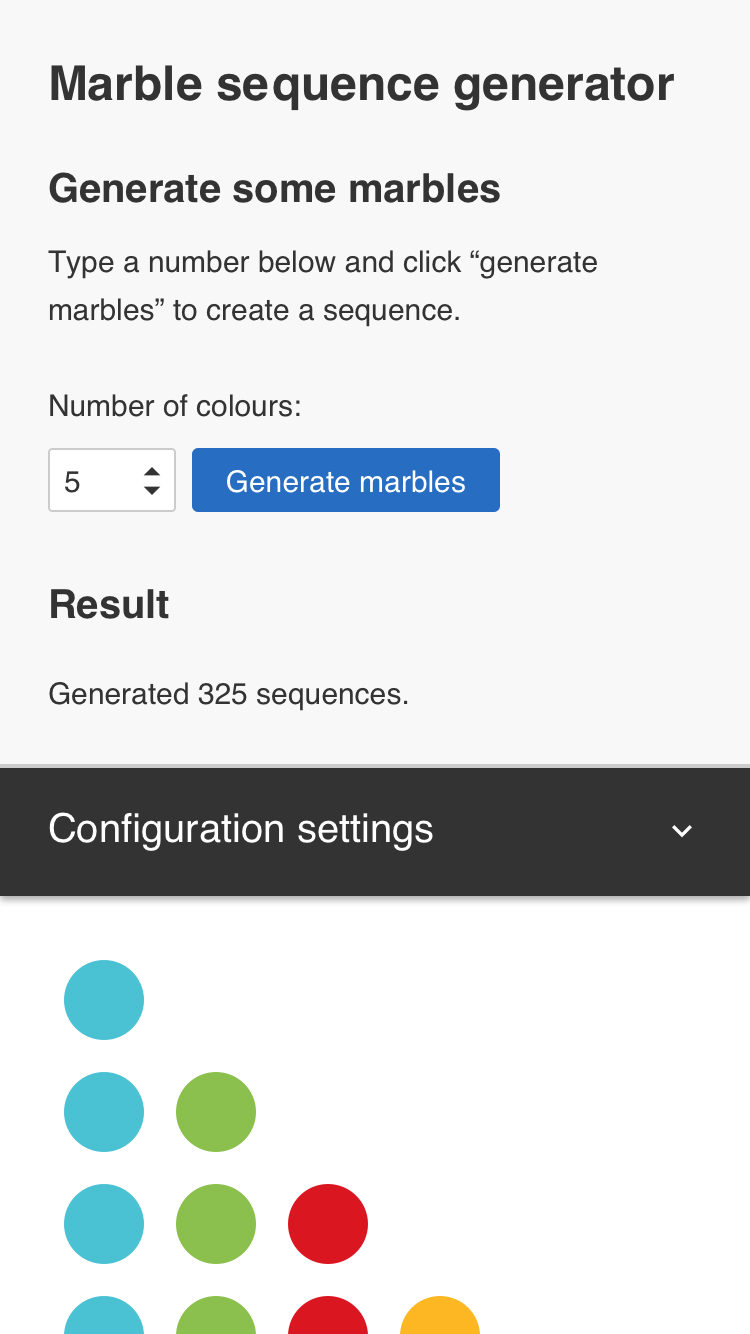 Marble sequence generator
Generate some marbles
Type a number below and click “generate
marbles” to create a sequence.
Number of colours:
5
Generate marbles
Result
Generated 325 sequences.
Configuration settings